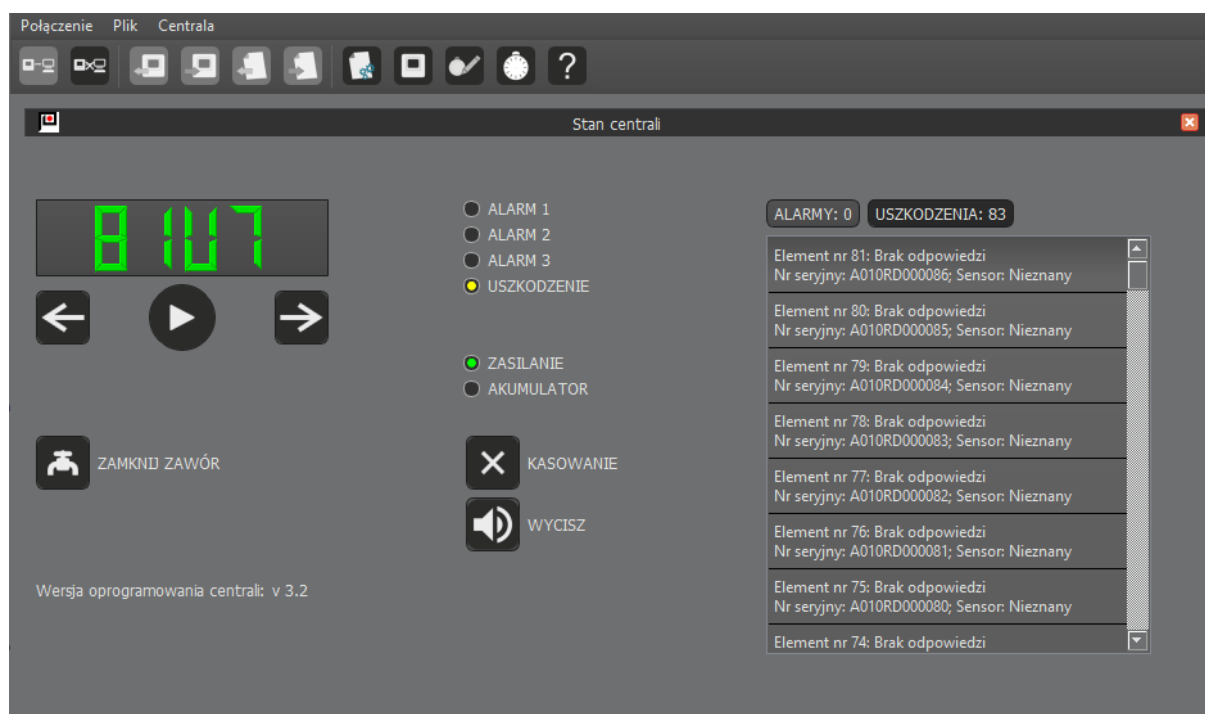 Połączenie Plik Centrala
?
Stan centrali
81U7
ALARM 1
ALARM 2
ALARM 3
USZKODZENIE
ZASILANIE
AKUMULATOR
ZAMKNIJ ZAWÓR
KASOWANIE
WYCISZ
Wersja oprogramowania centrali: v 3.2
ALARMY: 0 USZKODZENIA: 83
Element nr 81: Brak odpowiedzi
Nr seryjny: A010RD000086; Sensor: Nieznany
Element nr 80: Brak odpowiedzi
Nr seryjny: A010RD000085; Sensor: Nieznany
Element nr 79: Brak odpowiedzi
Nr seryjny: A010RD000084; Sensor: Nieznany
Element nr 78: Brak odpowiedzi
Nr seryjny: A010RD000083; Sensor: Nieznany
Element nr 77: Brak odpowiedzi
Nr seryjny: A010RD000082; Sensor: Nieznany
Element nr 76: Brak odpowiedzi
Nr seryjny: A010RD000081; Sensor: Nieznany
Element nr 75: Brak odpowiedzi
Nr seryjny: A010RD000080; Sensor: Nieznany
Element nr 74: Brak odpowiedzi